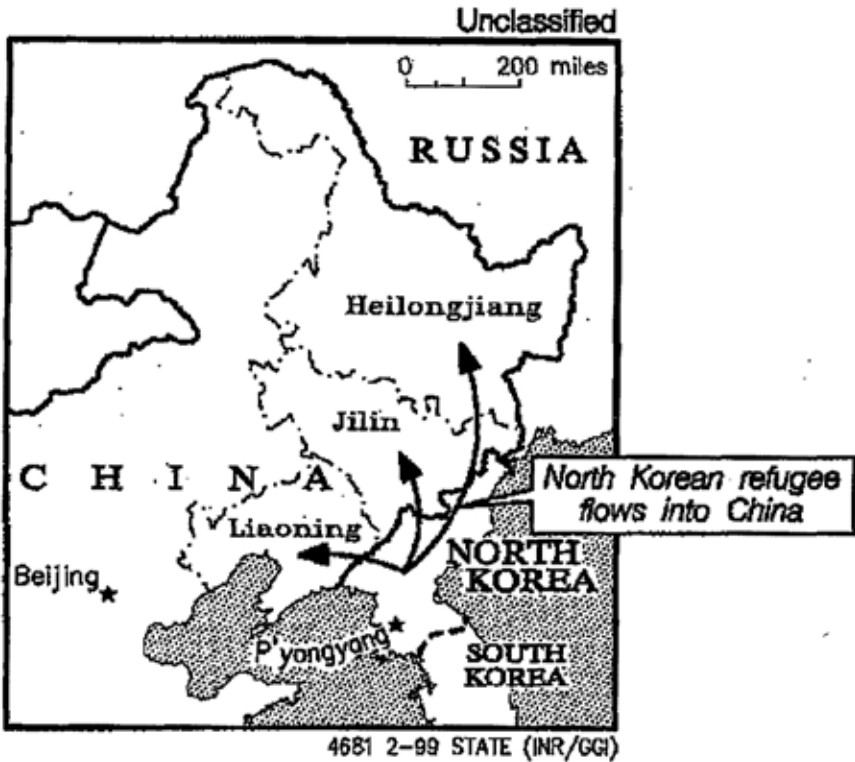 Unclassified
0 200 miles
RUSSIA
Heilongjiang
Jilin
CHINA
North Korean refugee
flows into China
Liaoning
NORTH
KOREA
Beijing
P'yongyang
SOUTH
KOREA
4681 2-99 STATE (INR/GGI)